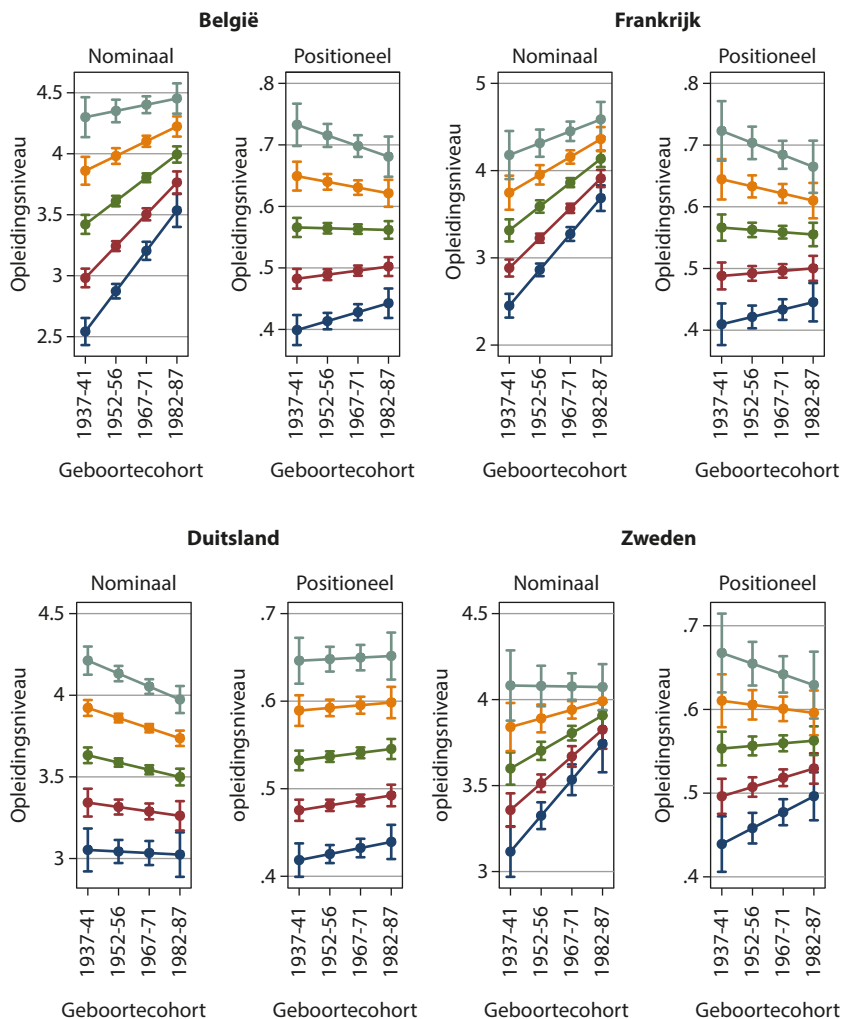 België
Frankrijk
Nominaal
Positioneel
Nominaal
Positioneel
Opleidingsniveau
4.5
4
3.5
3
2.5
Opleidingsniveau
.8
.7
.6
.5
.4
Opleidingsniveau
5
4
3
2
Opleidingsniveau
.8
.7
.6
.5
.4
1937-41
1952-56
1967-71
1982-87
1937-41
1952-56
1967-71
1982-87
1937-41
1952-56
1967-71
1982-87
1937-41
1952-56
1967-71
1982-87
Geboortecohort
Geboortecohort
Geboortecohort
Geboortecohort
Duitsland
Zweden
Nominaal
Positioneel
Nominaal
Positioneel
Opleidingsniveau
4.5
4
3.5
3
opleidingsniveau
.7
.6
.5
.4
opleidingsniveau
4.5
4
3.5
3
Opleidingsniveau
.7
.6
.5
.4
1937-41
1952-56
1967-71
1982-87
1937-41
1952-56
1967-71
1982-87
1937-41
1952-56
1967-71
1982-87
1937-41
1952-56
1967-71
1982-87
Geboortecohort
Geboortecohort
Geboortecohort
Geboortecohort